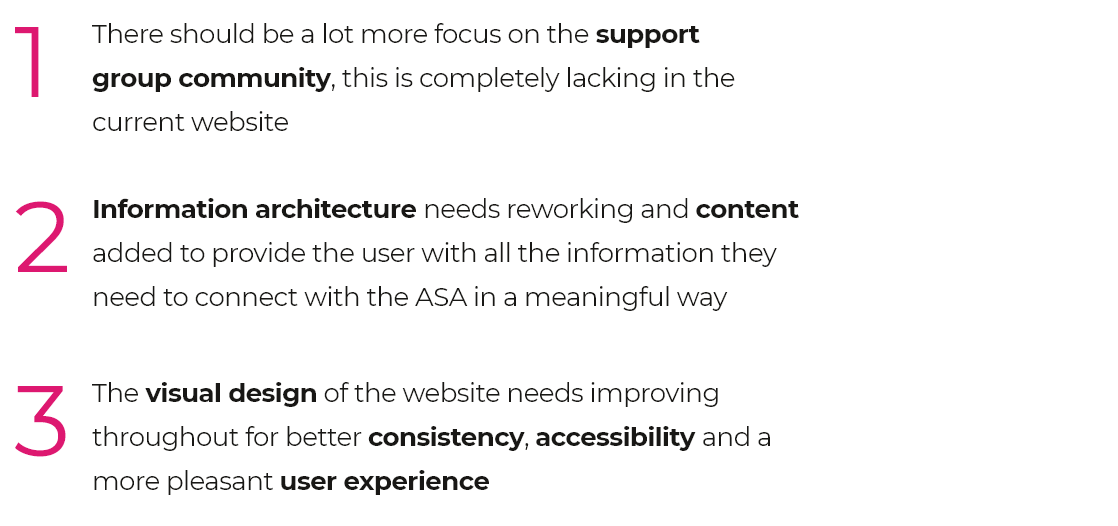 1
There should be a lot more focus on the support
group community, this is completely lacking in the
current website
2
Information architecture needs reworking and content
added to provide the user with all the information they
need to connect with the ASA in a meaningful way
3
The visual design of the website needs improving
throughout for better consistency, accessibility and a
more pleasant user experience